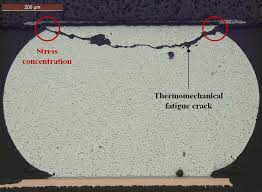 200 µm
Stress
concentration
Thermomechanical
fatigue crack